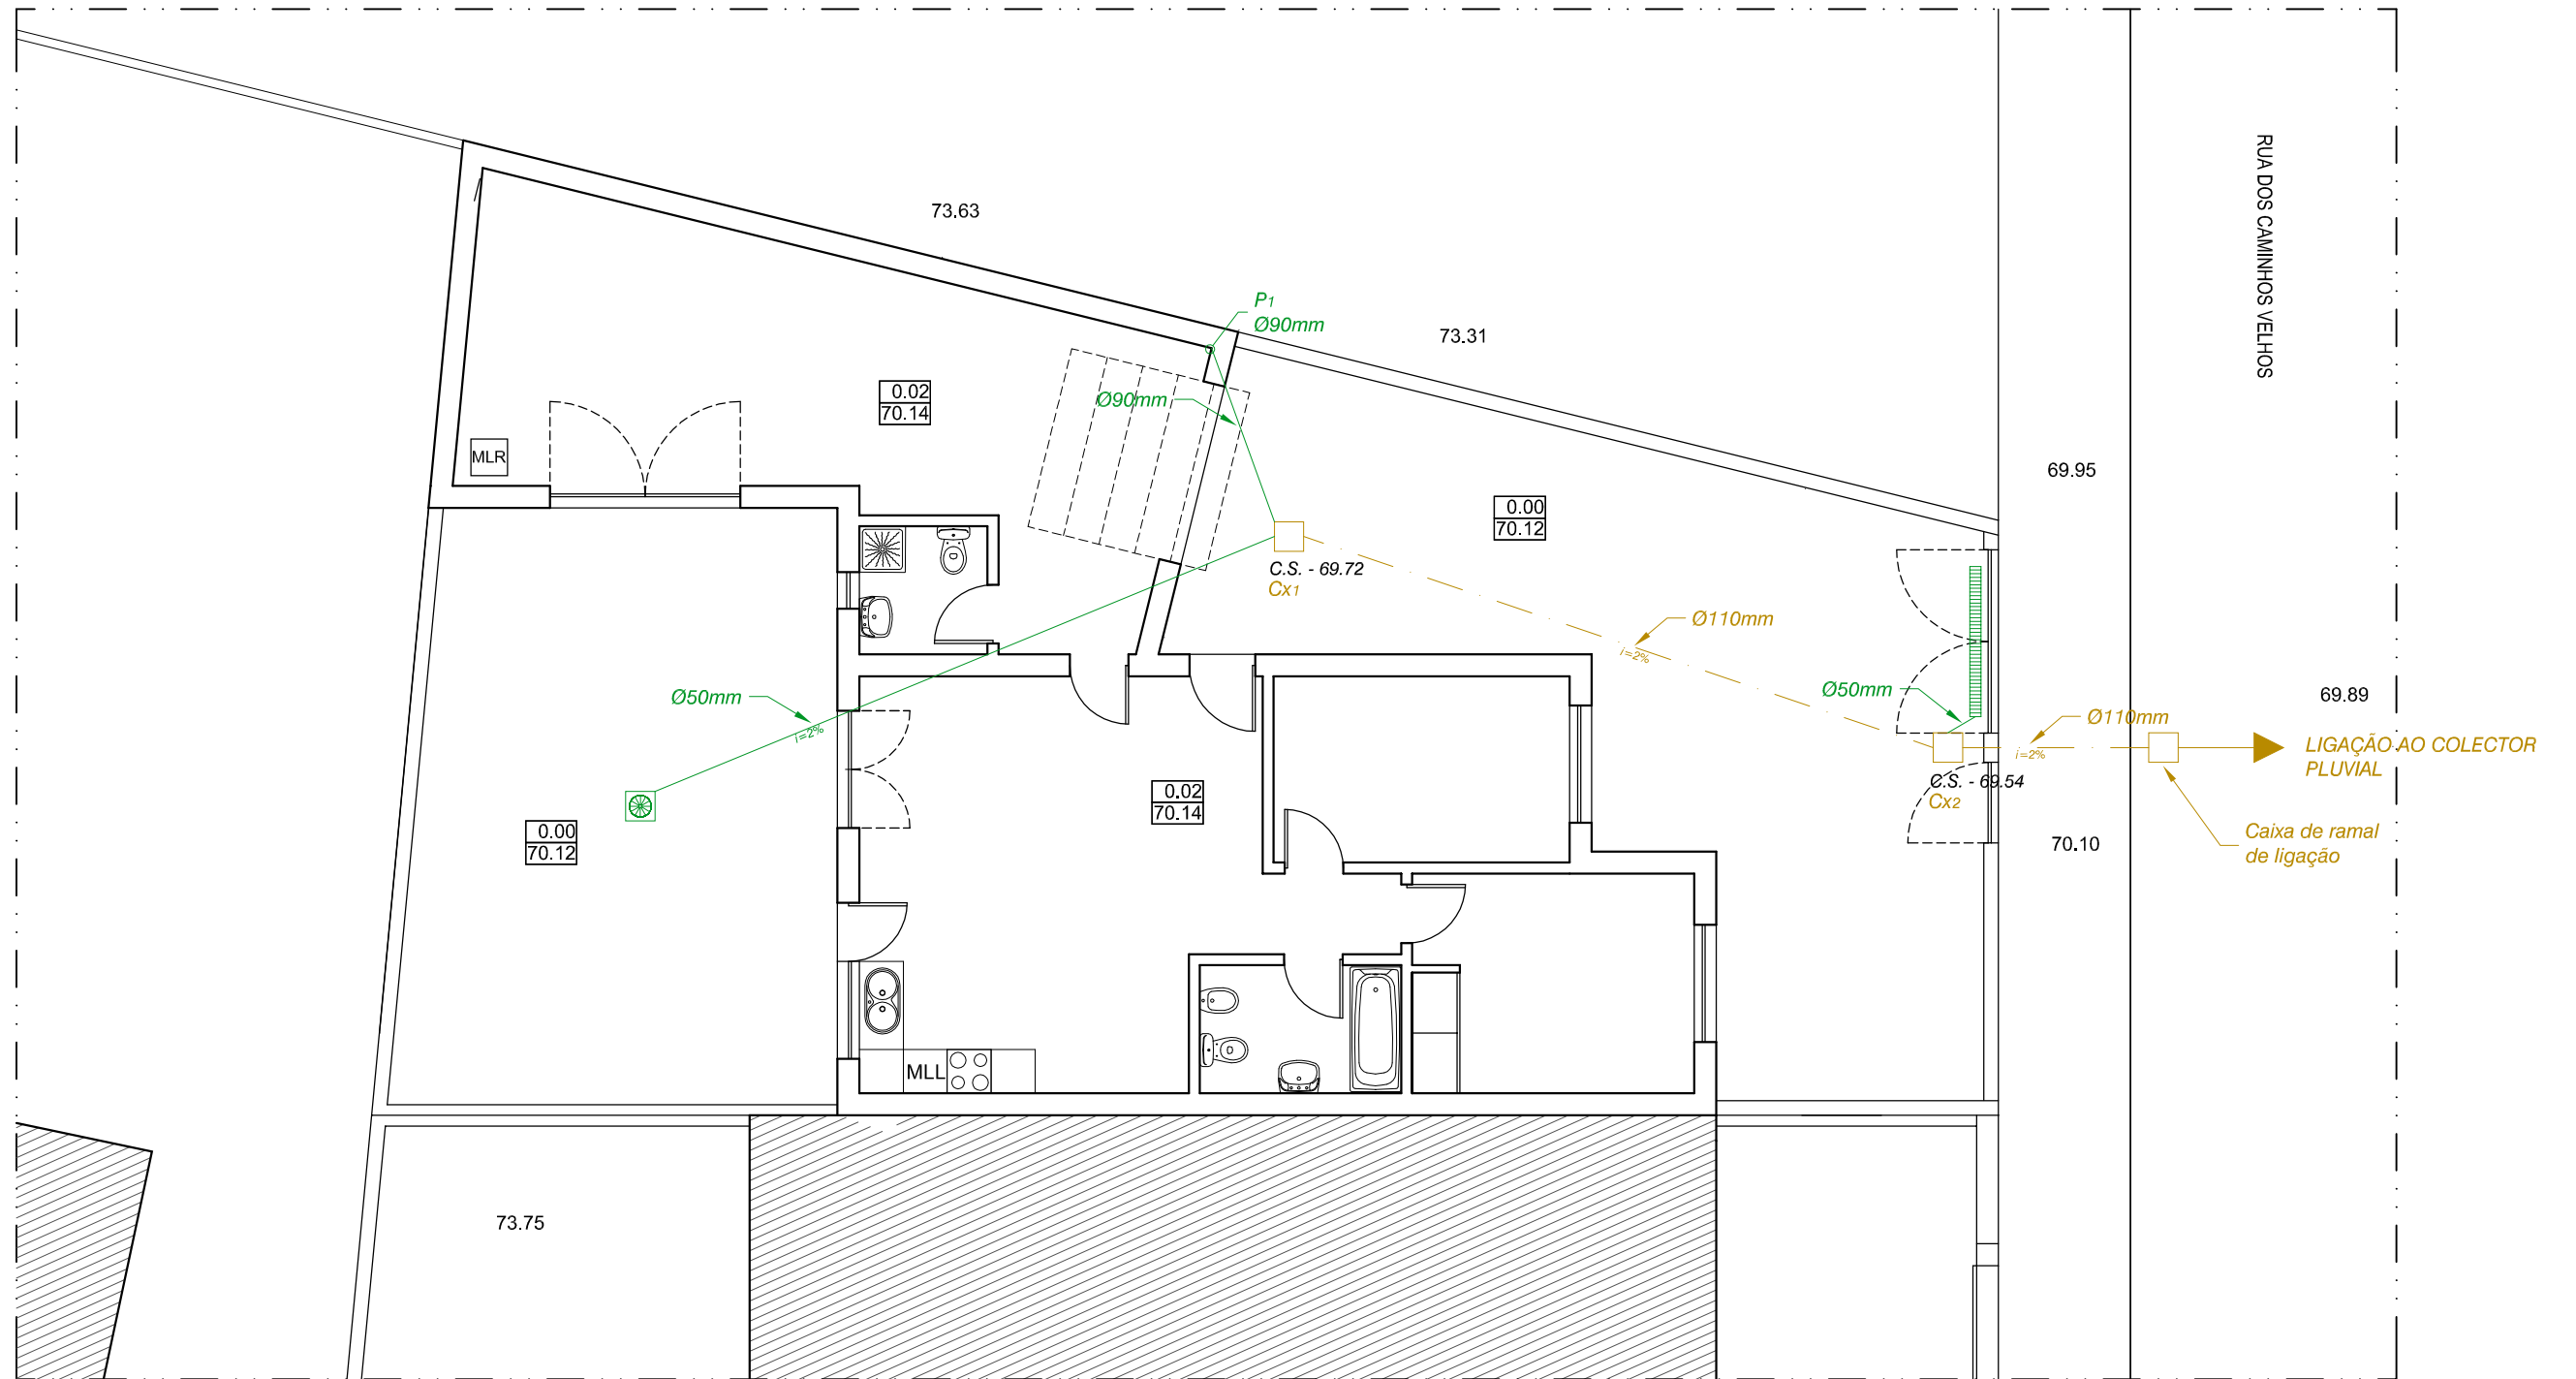 RUA DOS CAMINHOS VELHOS
73.63
P1
Ø90mm
73.31
0.02
70.14
Ø90mm
MLR
69.95
0.00
70.12
C.S. - 69.72
Cx1
Ø110mm
i=2%
Ø50mm
i=2%
Ø50mm
69.89
Ø110mm
i=2%
LIGAÇÃO AO COLECTOR
PLUVIAL
C.S. - 69.54
Cx2
0.02
70.14
0.00
70.12
70.10
Caixa de ramal
de ligação
MLL
73.75